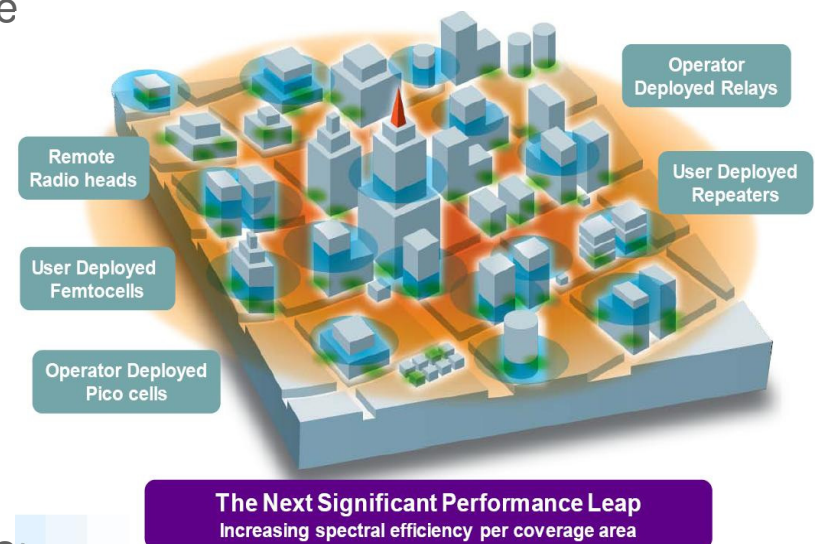 e
Operator
Deployed Relays
Remote
Radio heads
User Deployed
Repeaters
User Deployed
Femtocells
Operator Deployed
Pico cells
The Next Significant Performance Leap
Increasing spectral efficiency per coverage area